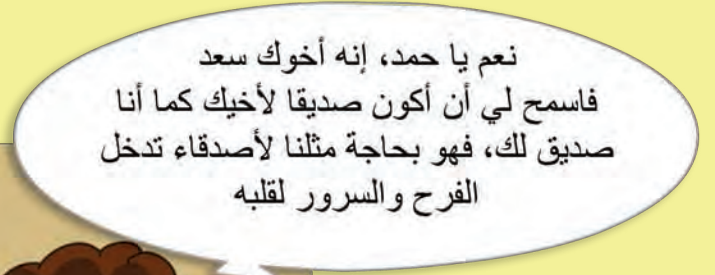 نعم يا حمد، إنه أخوك سعد
فاسمح لي أن أكون صديقا لأخيك كما أنا
صديق لك، فهو بحاجة مثلنا لأصدقاء تدخل
الفرح والسرور لقلبه